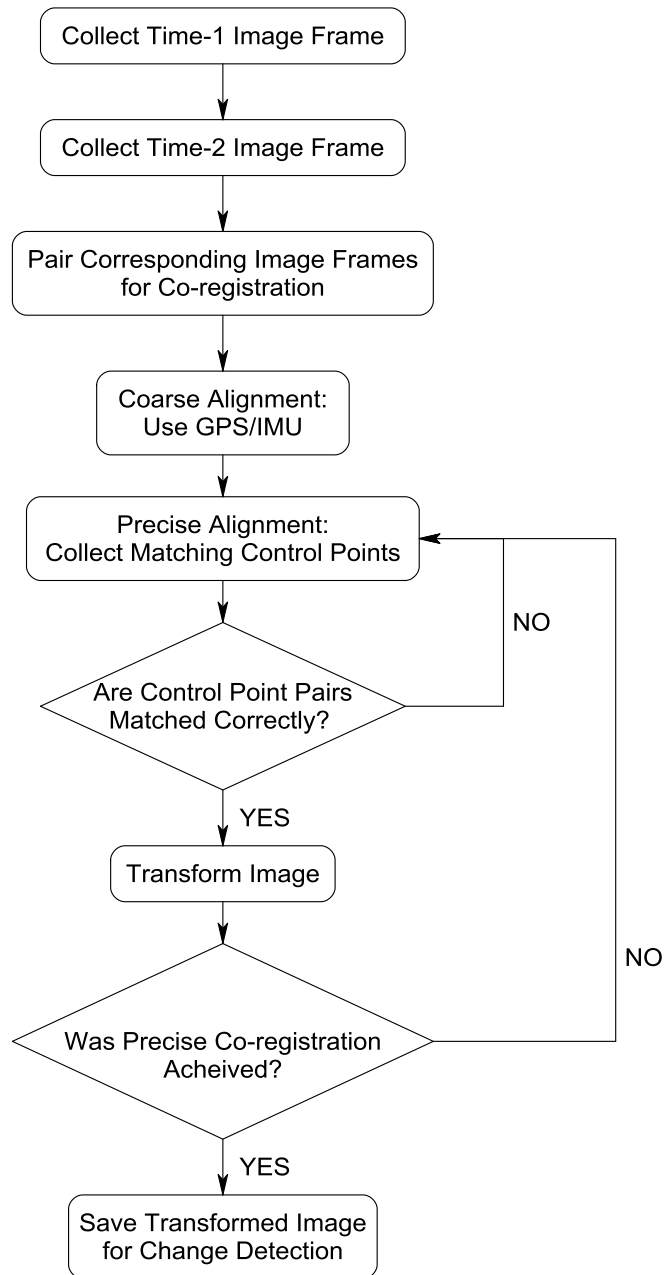 Collect Time-1 Image Frame
Collect Time-2 Image Frame
Pair Corresponding Image Frames
for Co-registration
Coarse Alignment:
Use GPS/IMU
Precise Alignment:
Collect Matching Control Points
NO
Are Control Point Pairs
Matched Correctly?
YES
Transform Image
NO
Was Precise Co-registration
Acheived?
YES
Save Transformed Image
for Change Detection